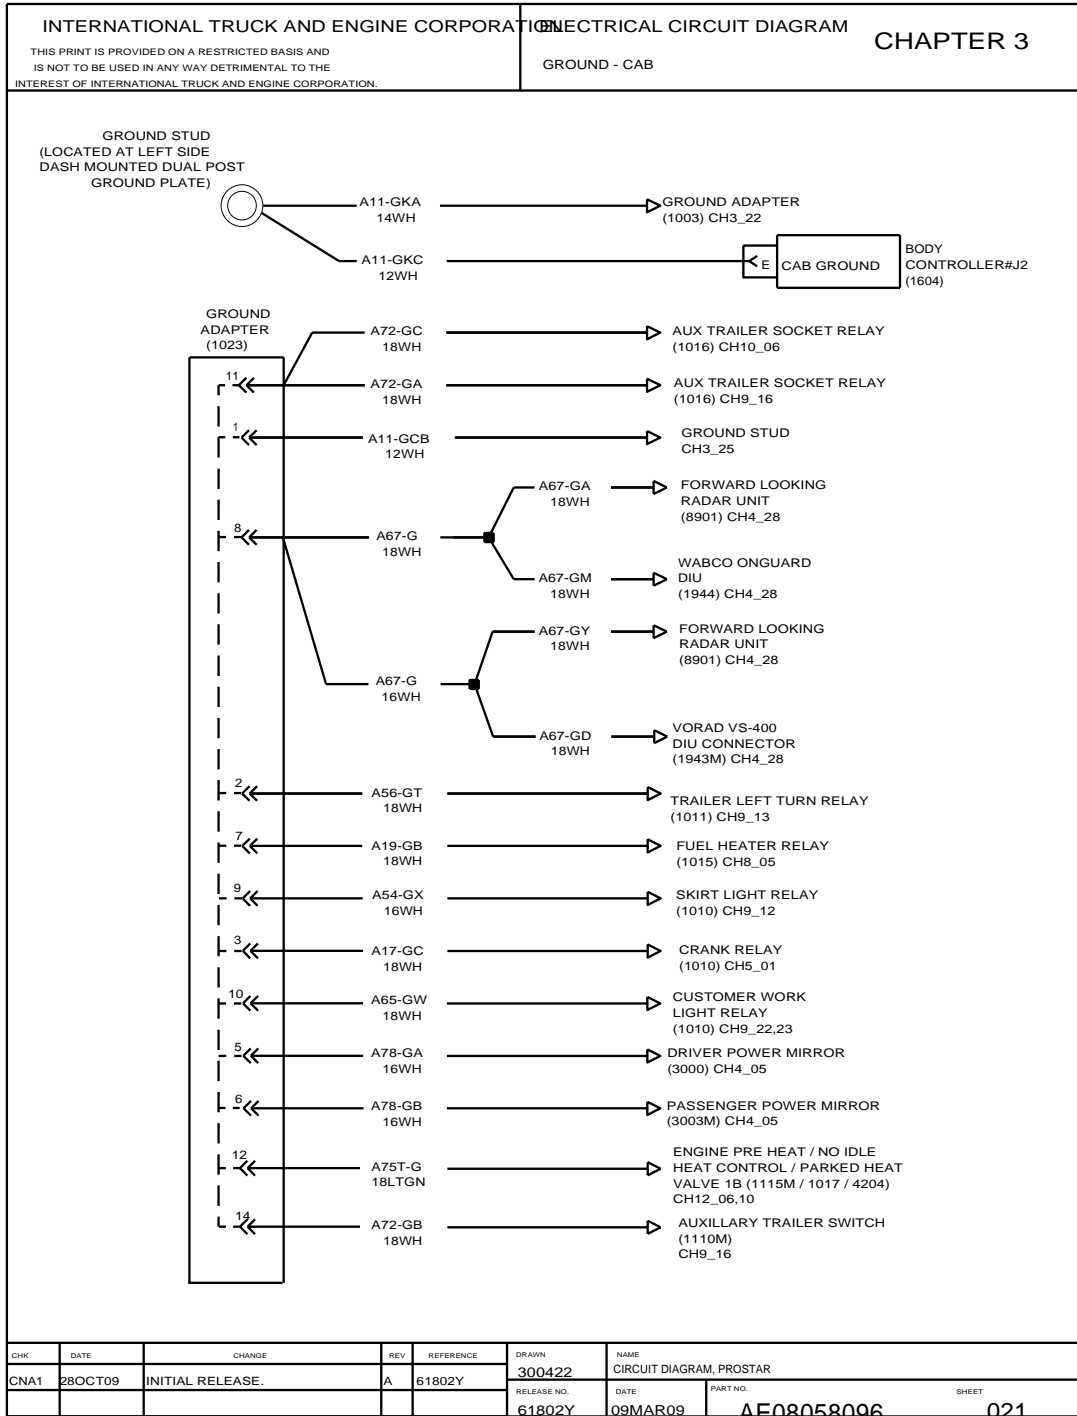 INTERNATIONAL TRUCK AND ENGINE CORPORATION
ELECTRICAL CIRCUIT DIAGRAM
CHAPTER 3
THIS PRINT IS PROVIDED ON A RESTRICTED BASIS AND
IS NOT TO BE USED IN ANY WAY DETRIMENTAL TO THE
INTEREST OF INTERNATIONAL TRUCK AND ENGINE CORPORATION.
GROUND - CAB
GROUND STUD
(LOCATED AT LEFT SIDE
DASH MOUNTED DUAL POST
GROUND PLATE)
A11-GKA
14WH
GROUND ADAPTER
(1003) CH3_22
A11-GKC
12WH
E
CAB GROUND
BODY
CONTROLLER#J2
(1604)
GROUND
ADAPTER
(1023)
A72-GC
18WH
AUX TRAILER SOCKET RELAY
(1016) CH10_06
11
A72-GA
18WH
AUX TRAILER SOCKET RELAY
(1016) CH9_16
1
A11-GCB
12WH
GROUND STUD
CH3_25
A67-GA
18WH
FORWARD LOOKING
RADAR UNIT
(8901) CH4_28
8
A67-G
18WH
A67-GM
18WH
WABCO ONGUARD
DIU
(1944) CH4_28
A67-GY
18WH
FORWARD LOOKING
RADAR UNIT
(8901) CH4_28
A67-G
16WH
A67-GD
18WH
VORAD VS-400
DIU CONNECTOR
(1943M) CH4_28
2
A56-GT
18WH
TRAILER LEFT TURN RELAY
(1011) CH9_13
7
A19-GB
18WH
FUEL HEATER RELAY
(1015) CH8_05
9
A54-GX
16WH
SKIRT LIGHT RELAY
(1010) CH9_12
3
A17-GC
18WH
CRANK RELAY
(1010) CH5_01
10
A65-GW
18WH
CUSTOMER WORK
LIGHT RELAY
(1010) CH9_22,23
5
A78-GA
16WH
DRIVER POWER MIRROR
(3000) CH4_05
6
A78-GB
16WH
PASSENGER POWER MIRROR
(3003M) CH4_05
12
A75T-G
18LTGN
ENGINE PRE HEAT / NO IDLE
HEAT CONTROL / PARKED HEAT
VALVE 1B (1115M / 1017 / 4204)
CH12_06,10
14
A72-GB
18WH
AUXILLARY TRAILER SWITCH
(1110M)
CH9_16
CHK DATE CHANGE REV REFERENCE
CNA1 28OCT09 INITIAL RELEASE. A 61802Y
DRAWN
300422
NAME
CIRCUIT DIAGRAM, PROSTAR
RELEASE NO.
61802Y
DATE
09MAR09
PART NO.
AE08058096
SHEET
021